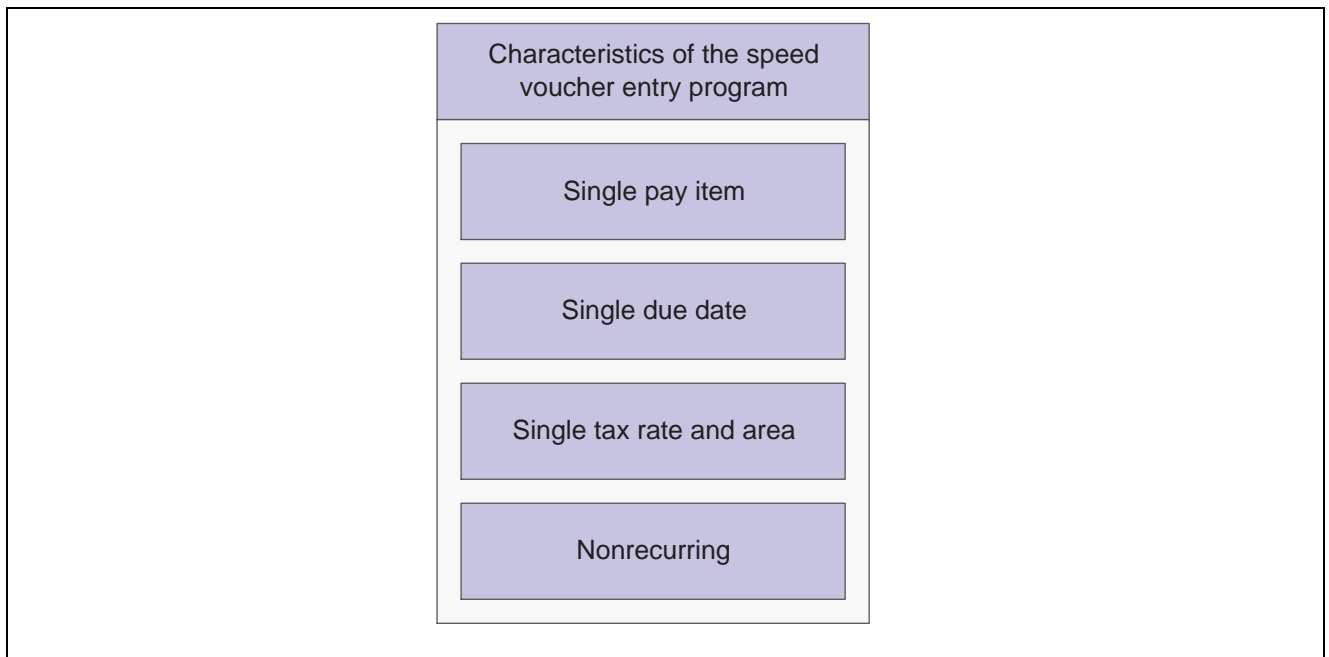 Characteristics of the speed
voucher entry program
Single pay item
Single due date
Single tax rate and area
Nonrecurring